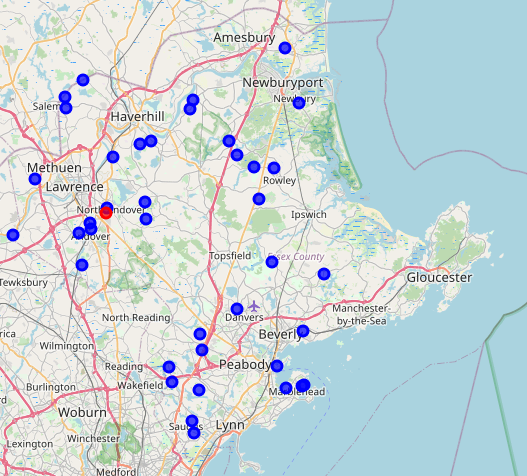 Amesbury
Newburyport
Newbury
Salem
Haverhill
Methuen
Lawrence
Rowley
North Andover
Ipswich
Andover
Topsfield
Essex County
Gloucester
Tewksbury
Danvers
Manchester-
by-the-Sea
North Reading
Beverly
Wilmington
Reading
Peabody
Wakefield
Burlington
Marblehead
Woburn
Saugus
Lynn
Winchester
Lexington
Medford